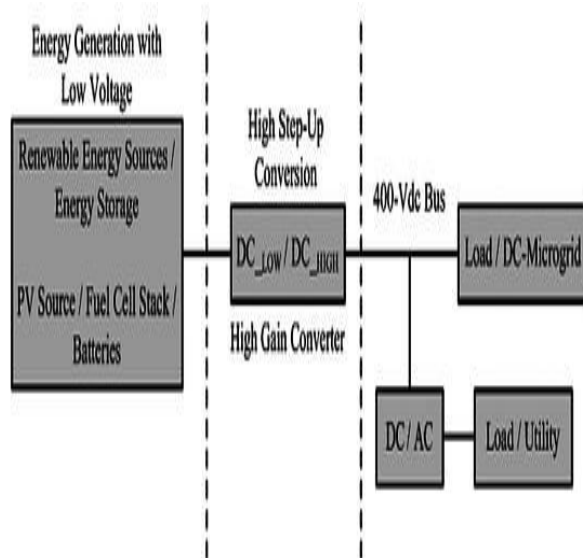 Energy Generation with
Low Voltage
Renewable Energy Sources /
Energy Storage
PV Source / Fuel Cell Stack /
Batteries
High Step-Up
Conversion
DC_LOW / DC_HIGH
High Gain Converter
400-Vdc Bus
Load / DC-Microgrid
DC / AC
Load / Utility